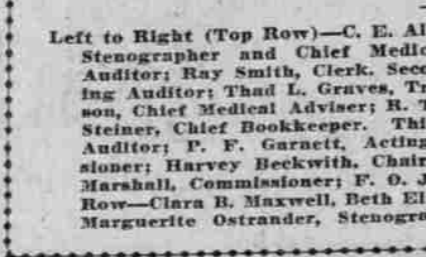 Left to Right (Top Row)—C. E. Al
Stenographer and Chief Medic
Auditor; Ray Smith, Clerk. Seco
ing Auditor; Thad L. Graves, Tr
son, Chief Medical Adviser; R. T
Steiner, Chief Bookkeeper. Thi
Auditor; P. F. Garnett, Acting
sioner; Harvey Beckwith, Chair
Marshall, Commissioner; F. O. J
Row—Clara B. Maxwell, Beth El
Marguerite Ostrander, Stenogra